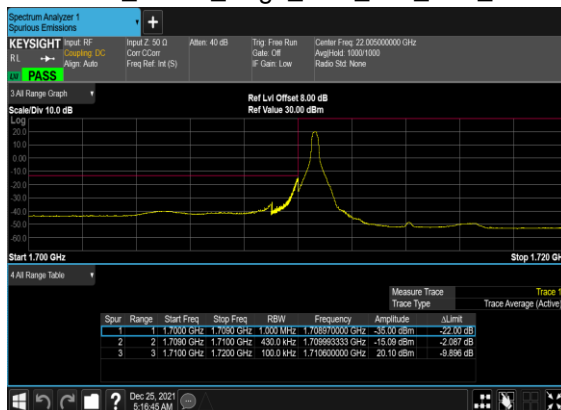 Spectrum Analyzer 1
Spurious Emissions
KEYSIGHT Input: RF Input Z: 50 Ω Atten: 40 dB Trig: Free Run Center Freq: 22.005000000 GHz
Coupling: DC Corr CCorr Gate: Off Avg|Hold: 1000/1000
RL Align: Auto Freq Ref: Int (S) IF Gain: Low Radio Std: None
PASS
3 All Range Graph
Ref Lvl Offset 8.00 dB
Scale/Div 10.0 dB Ref Value 30.00 dBm
Log
20.0
10.0
0.00
-10.0
-20.0
-30.0
-40.0
-50.0
-60.0
Start 1.700 GHz Stop 1.720 GH
4 All Range Table
Measure Trace Trace 1
Trace Type Trace Average (Active)
Spur Range Start Freq Stop Freq RBW Frequency Amplitude ΔLimit
1 1 1.7000 GHz 1.7090 GHz 1.000 MHz 1.708970000 GHz -35.00 dBm -22.00 dB
2 2 1.7090 GHz 1.7100 GHz 430.0 kHz 1.709993333 GHz -15.09 dBm -2.087 dB
3 3 1.7100 GHz 1.7200 GHz 100.0 kHz 1.710600000 GHz 20.10 dBm -9.896 dB
? Dec 25, 2021
5:16:45 AM